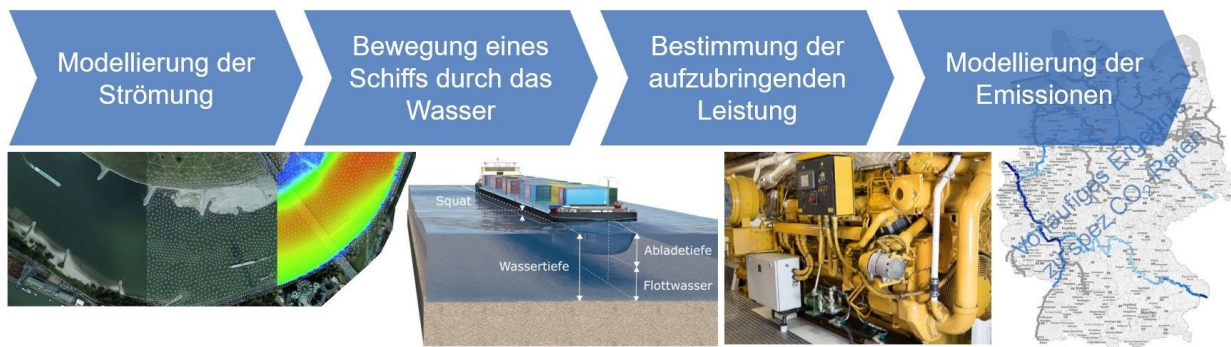 Modellierung der
Strömung
Bewegung eines
Schiffs durch das
Wasser
Bestimmung der
aufzubringenden
Leistung
Modellierung der
Emissionen
Squat
Wassertiefe
Abladetiefe
Flottwasser
Vorläufiges Ergebnis
zu spez CO₂-Raten